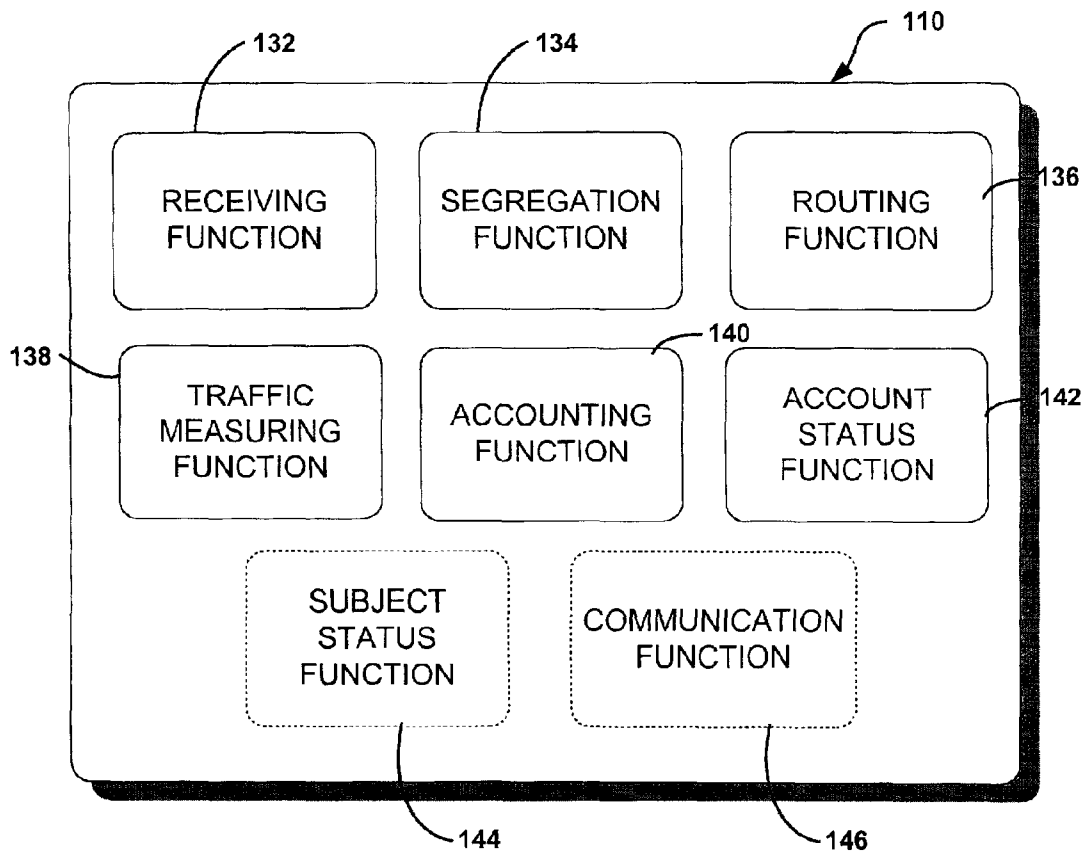 110
132
134
RECEIVING
FUNCTION
SEGREGATION
FUNCTION
ROUTING
FUNCTION
136
138
TRAFFIC
MEASURING
FUNCTION
140
ACCOUNTING
FUNCTION
ACCOUNT
STATUS
FUNCTION
142
SUBJECT
STATUS
FUNCTION
COMMUNICATION
FUNCTION
144
146